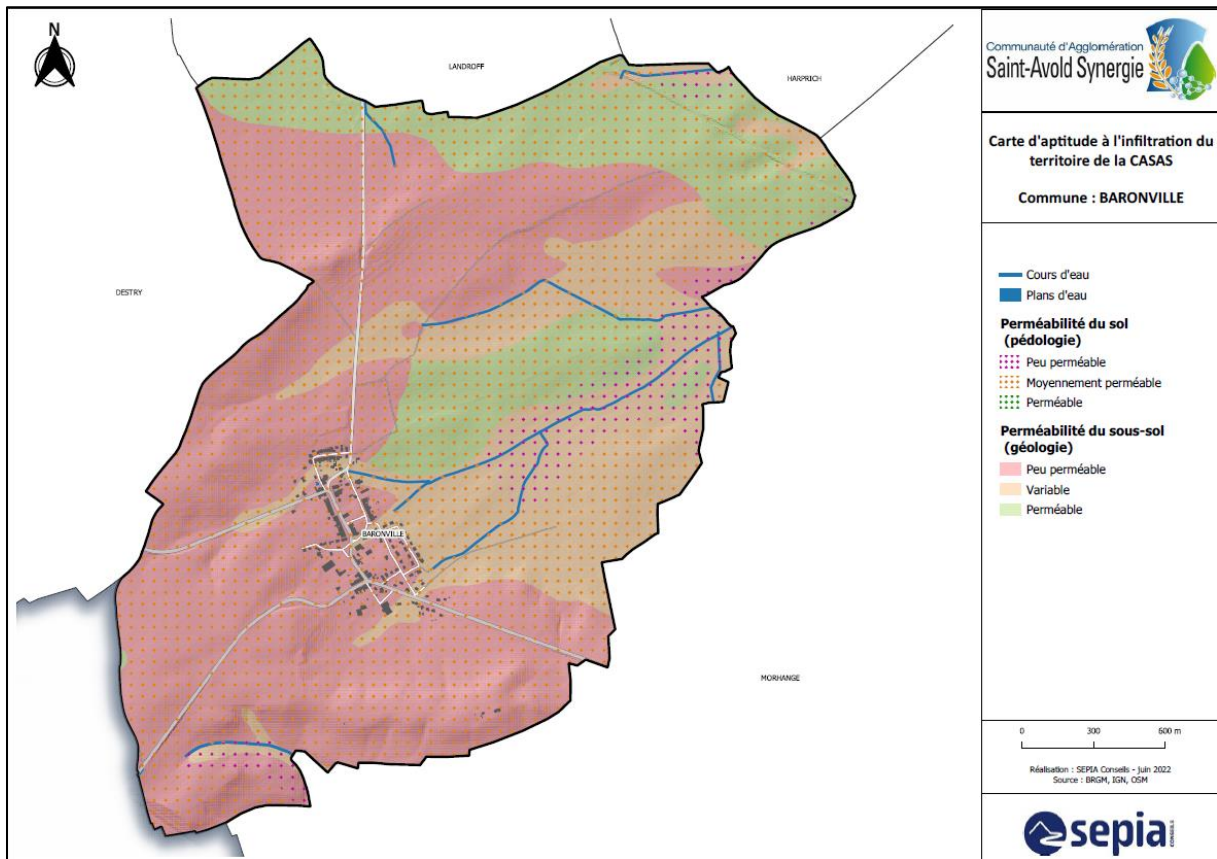 N
LANDROFF
HARPRICH
DESTRY
BARONVILLE
MORHANGE
Communauté d'Agglomération
Saint-Avold Synergie
Carte d'aptitude à l'infiltration du
territoire de la CASAS
Commune : BARONVILLE
Cours d'eau
Plans d'eau
Perméabilité du sol
(pédologie)
Peu perméable
Moyennement perméable
Perméable
Perméabilité du sous-sol
(géologie)
Peu perméable
Variable
Perméable
0 300 600 m
Réalisation : SEPIA Conseils - juin 2022
Source : BRGM, IGN, OSM
sepia
CONSEILS